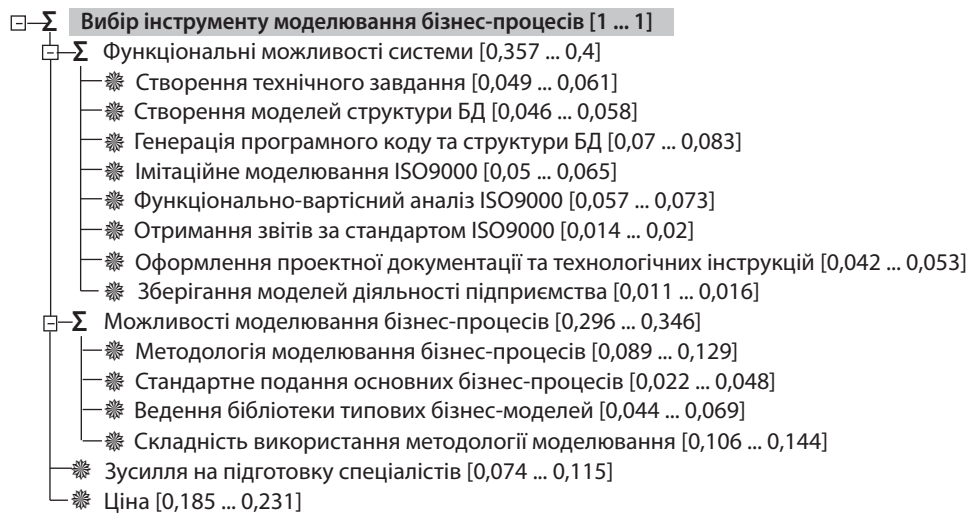 Σ Вибір інструменту моделювання бізнес-процесів [1 ... 1]
Σ Функціональні можливості системи [0,357 ... 0,4]
Створення технічного завдання [0,049 ... 0,061]
Створення моделей структури БД [0,046 ... 0,058]
Генерація програмного коду та структури БД [0,07 ... 0,083]
Імітаційне моделювання ISO9000 [0,05 ... 0,065]
Функціонально-вартісний аналіз ISO9000 [0,057 ... 0,073]
Отримання звітів за стандартом ISO9000 [0,014 ... 0,02]
Оформлення проектної документації та технологічних інструкцій [0,042 ... 0,053]
Зберігання моделей діяльності підприємства [0,011 ... 0,016]
Σ Можливості моделювання бізнес-процесів [0,296 ... 0,346]
Методологія моделювання бізнес-процесів [0,089 ... 0,129]
Стандартне подання основних бізнес-процесів [0,022 ... 0,048]
Ведення бібліотеки типових бізнес-моделей [0,044 ... 0,069]
Складність використання методології моделювання [0,106 ... 0,144]
Зусилля на підготовку спеціалістів [0,074 ... 0,115]
Ціна [0,185 ... 0,231]